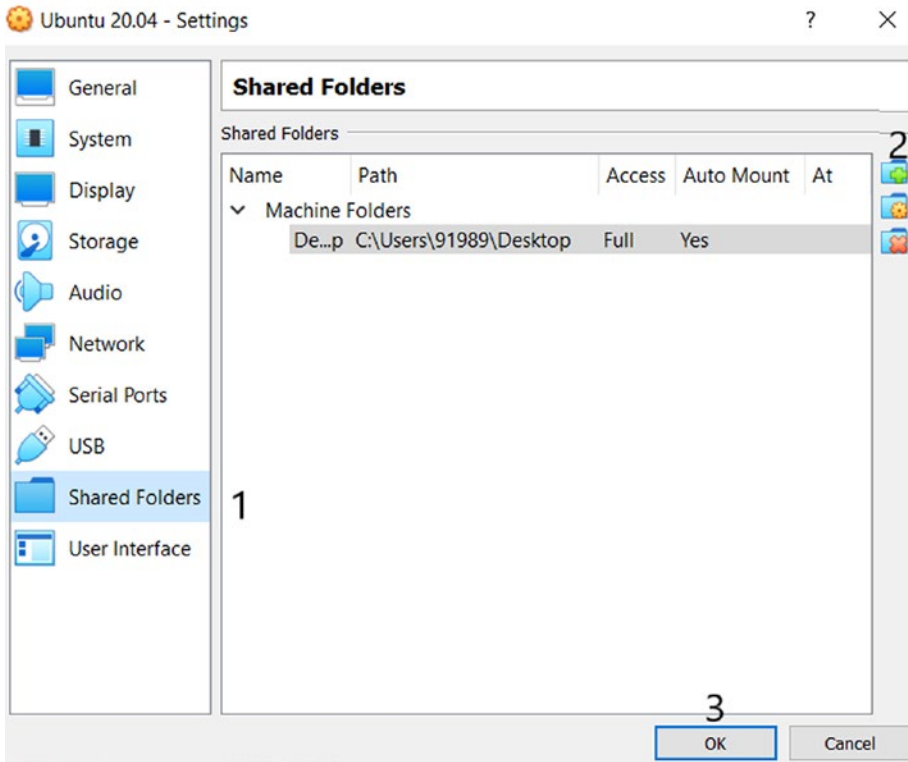 Ubuntu 20.04 - Settings ? ×
General
System
Display
Storage
Audio
Network
Serial Ports
USB
Shared Folders
User Interface
1
Shared Folders
Shared Folders
2
Name Path Access Auto Mount At
Machine Folders
De...p C:\Users\91989\Desktop Full Yes
3
OK Cancel